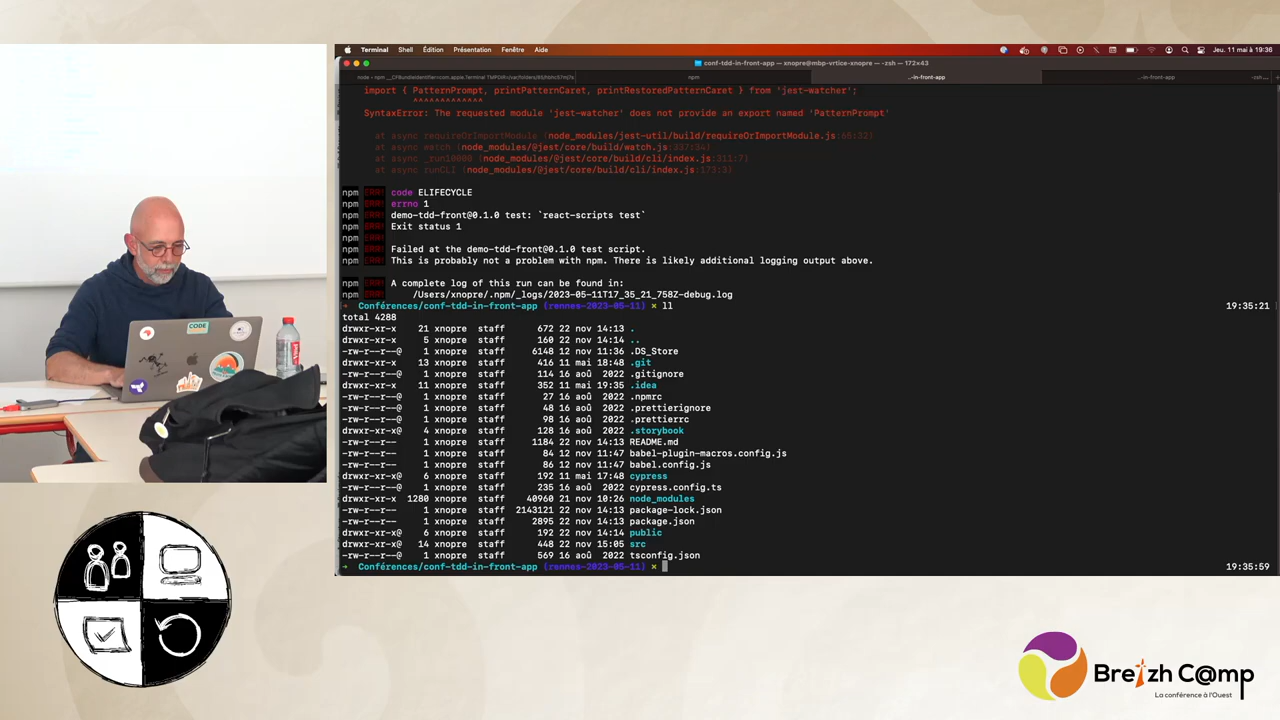 Terminal Shell Édition Présentation Fenêtre Aide Jeu. 11 mai à 19:36
conf-tdd-in-front-app — xnopre@mbp-vrtice-xnopre — -zsh — 172×43
npm ..-in-front-app ...-in-front-app
import { PatternPrompt, printPatternCaret, printRestoredPatternCaret } from 'jest-watcher';
^^^^^^^^^^^^^
SyntaxError: The requested module 'jest-watcher' does not provide an export named 'PatternPrompt'
at async requireOrImportModule (node_modules/jest-util/build/requireOrImportModule.js:65:32)
at async watch (node_modules/@jest/core/build/watch.js:337:34)
at async _run10000 (node_modules/@jest/core/build/cli/index.js:311:7)
at async runCLI (node_modules/@jest/core/build/cli/index.js:173:3)
npm ERR! code ELIFECYCLE
npm ERR! errno 1
npm ERR! demo-tdd-front@0.1.0 test: `react-scripts test`
npm ERR! Exit status 1
npm ERR!
npm ERR! Failed at the demo-tdd-front@0.1.0 test script.
npm ERR! This is probably not a problem with npm. There is likely additional logging output above.
npm ERR! A complete log of this run can be found in:
npm ERR! /Users/xnopre/.npm/_logs/2023-05-11T17_35_21_758Z-debug.log
➜ Conférences/conf-tdd-in-front-app (rennes-2023-05-11) ✗ ll 19:35:21
total 4288
drwxr-xr-x 21 xnopre staff 672 22 nov 14:13 .
drwxr-xr-x 5 xnopre staff 160 22 nov 14:14 ..
-rw-r--r--@ 1 xnopre staff 6148 12 nov 11:36 .DS_Store
drwxr-xr-x 13 xnopre staff 416 11 mai 18:48 .git
-rw-r--r--@ 1 xnopre staff 114 16 aoû 2022 .gitignore
drwxr-xr-x 11 xnopre staff 352 11 mai 19:35 .idea
-rw-r--r--@ 1 xnopre staff 27 16 aoû 2022 .npmrc
-rw-r--r--@ 1 xnopre staff 48 16 aoû 2022 .prettierignore
-rw-r--r--@ 1 xnopre staff 98 16 aoû 2022 .prettierrc
drwxr-xr-x@ 4 xnopre staff 128 16 aoû 2022 .storybook
-rw-r--r-- 1 xnopre staff 1184 22 nov 14:13 README.md
-rw-r--r-- 1 xnopre staff 84 12 nov 11:47 babel-plugin-macros.config.js
-rw-r--r-- 1 xnopre staff 86 12 nov 11:47 babel.config.js
drwxr-xr-x@ 6 xnopre staff 192 11 mai 17:48 cypress
-rw-r--r--@ 1 xnopre staff 235 16 aoû 2022 cypress.config.ts
drwxr-xr-x 1280 xnopre staff 40960 21 nov 10:26 node_modules
-rw-r--r-- 1 xnopre staff 2143121 22 nov 14:13 package-lock.json
-rw-r--r-- 1 xnopre staff 2895 22 nov 14:13 package.json
drwxr-xr-x@ 6 xnopre staff 192 22 nov 14:14 public
drwxr-xr-x@ 14 xnopre staff 448 22 nov 15:05 src
-rw-r--r--@ 1 xnopre staff 569 16 aoû 2022 tsconfig.json
➜ Conférences/conf-tdd-in-front-app (rennes-2023-05-11) ✗ 19:35:59
CODE
Breizh C@mp
La conférence à l'Ouest